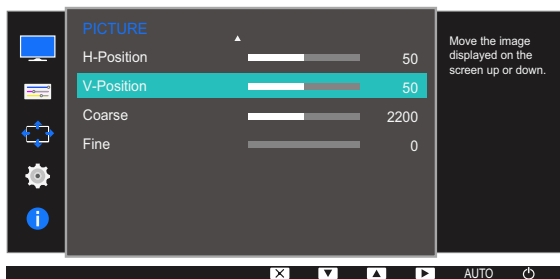 PICTURE
H-Position 50
V-Position 50
Coarse 2200
Fine 0
Move the image
displayed on the
screen up or down.
AUTO